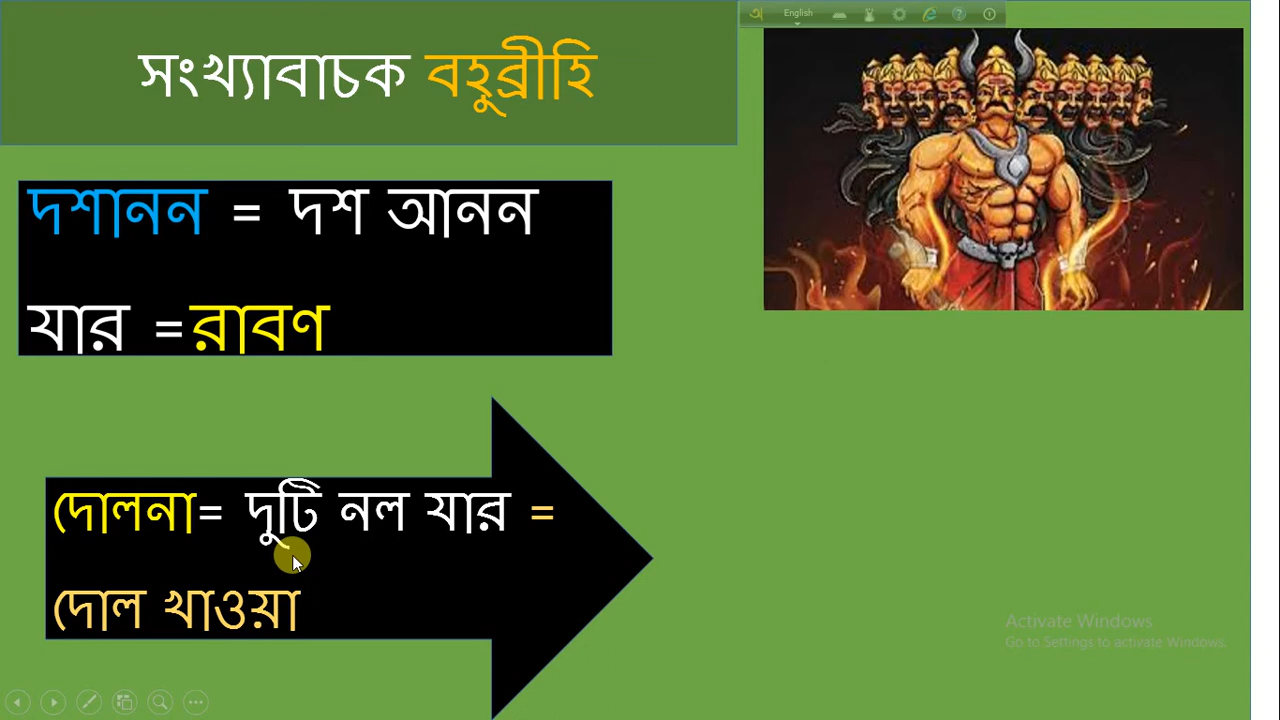 অ English
সংখ্যাবাচক বহুব্রীহি
দশানন = দশ আনন
যার =রাবণ
দোলনা= দুটি নল যার =
দোল খাওয়া
Activate Windows
Go to Settings to activate Windows.